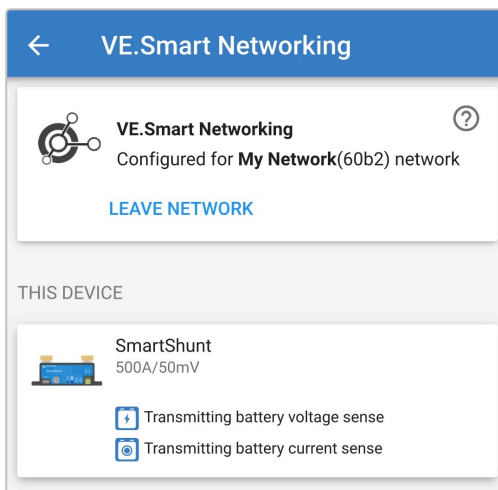 VE.Smart Networking
VE.Smart Networking
Configured for My Network(60b2) network
LEAVE NETWORK
THIS DEVICE
SmartShunt
500A/50mV
Transmitting battery voltage sense
Transmitting battery current sense